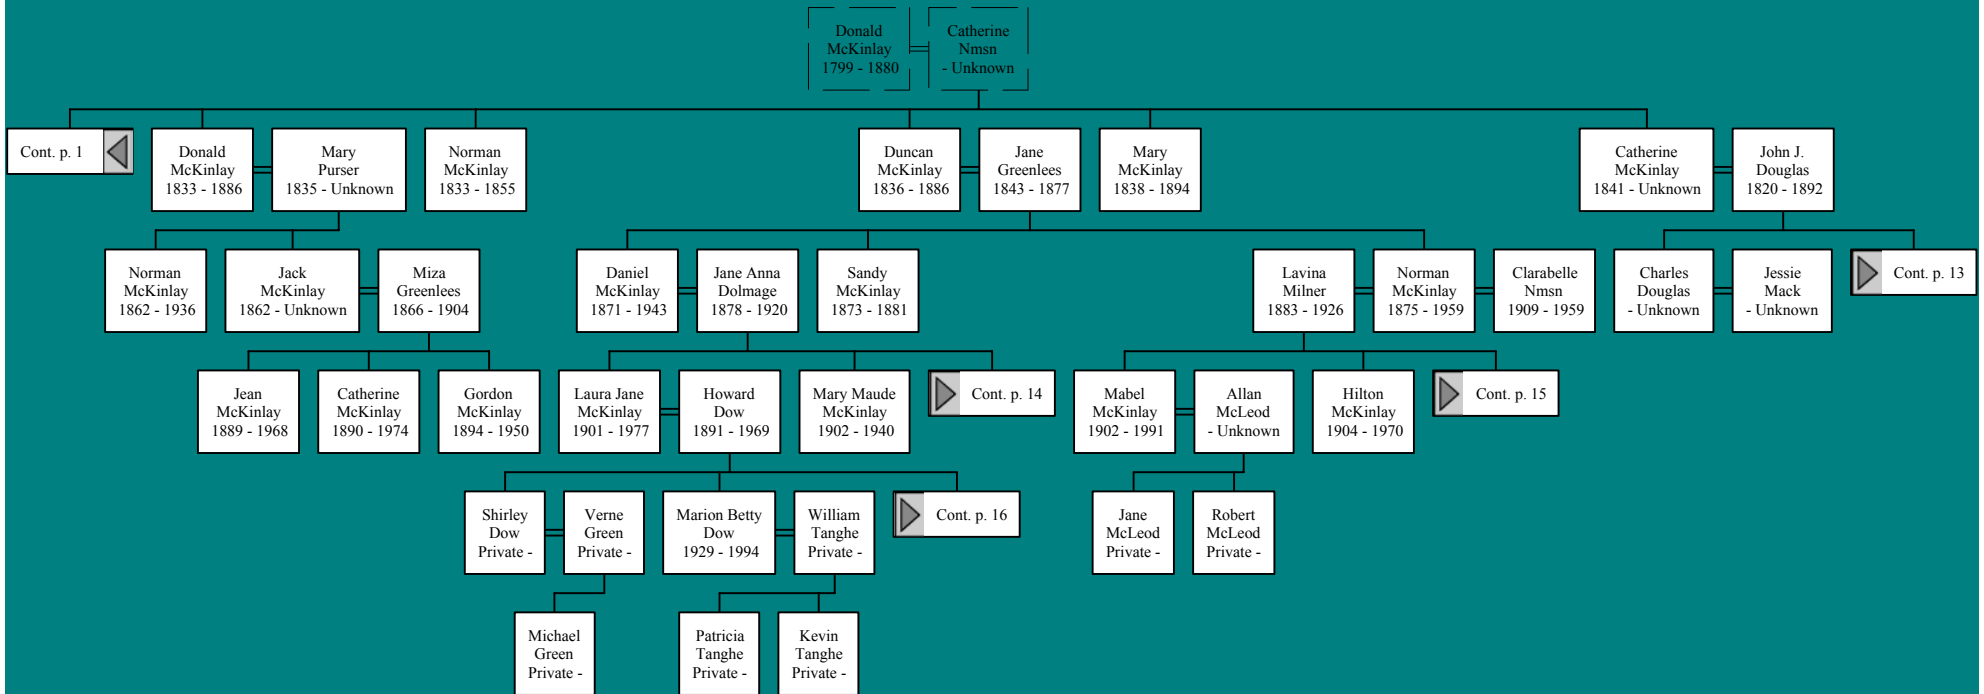 Donald
McKinlay
1799 - 1880
Catherine
Nmsn
- Unknown
Cont. p. 1
Donald
McKinlay
1833 - 1886
Mary
Purser
1835 - Unknown
Norman
McKinlay
1833 - 1855
Duncan
McKinlay
1836 - 1886
Jane
Greenlees
1843 - 1877
Mary
McKinlay
1838 - 1894
Catherine
McKinlay
1841 - Unknown
John J.
Douglas
1820 - 1892
Norman
McKinlay
1862 - 1936
Jack
McKinlay
1862 - Unknown
Miza
Greenlees
1866 - 1904
Daniel
McKinlay
1871 - 1943
Jane Anna
Dolmage
1878 - 1920
Sandy
McKinlay
1873 - 1881
Lavina
Milner
1883 - 1926
Norman
McKinlay
1875 - 1959
Clarabelle
Nmsn
1909 - 1959
Charles
Douglas
- Unknown
Jessie
Mack
- Unknown
Cont. p. 13
Jean
McKinlay
1889 - 1968
Catherine
McKinlay
1890 - 1974
Gordon
McKinlay
1894 - 1950
Laura Jane
McKinlay
1901 - 1977
Howard
Dow
1891 - 1969
Mary Maude
McKinlay
1902 - 1940
Cont. p. 14
Mabel
McKinlay
1902 - 1991
Allan
McLeod
- Unknown
Hilton
McKinlay
1904 - 1970
Cont. p. 15
Shirley
Dow
Private -
Verne
Green
Private -
Marion Betty
Dow
1929 - 1994
William
Tanghe
Private -
Cont. p. 16
Jane
McLeod
Private -
Robert
McLeod
Private -
Michael
Green
Private -
Patricia
Tanghe
Private -
Kevin
Tanghe
Private -